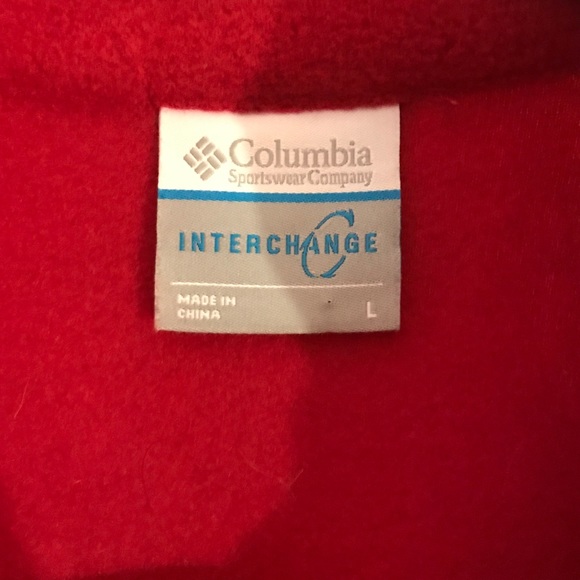 Columbia
Sportswear Company
INTERCHANGE
MADE IN
CHINA
L